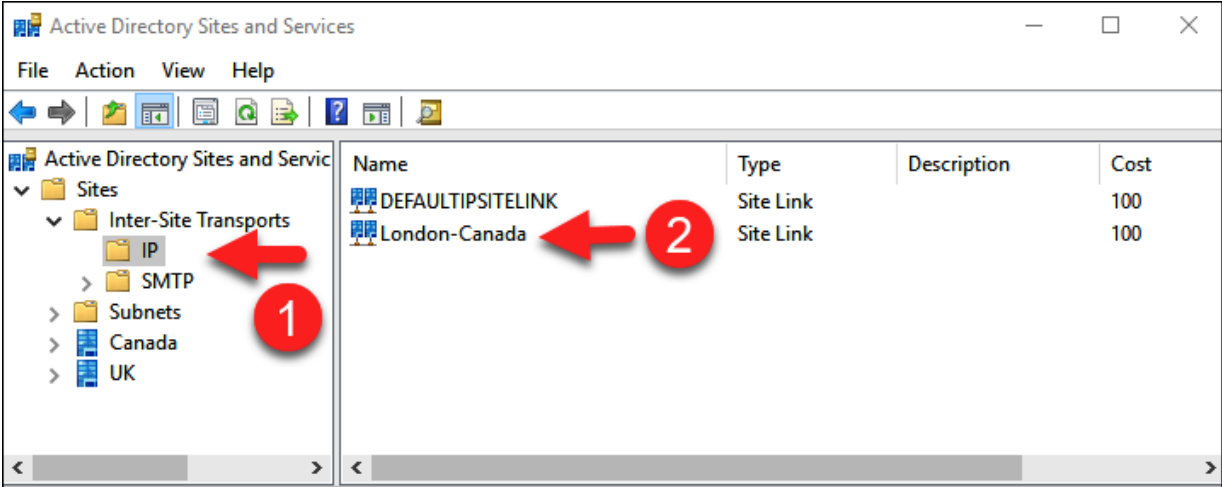 Active Directory Sites and Services
File Action View Help
Active Directory Sites and Servic
Name Type Description Cost
Sites
DEFAULTIPSITELINK Site Link 100
Inter-Site Transports
London-Canada Site Link 100
2
IP
SMTP
1
Subnets
Canada
UK